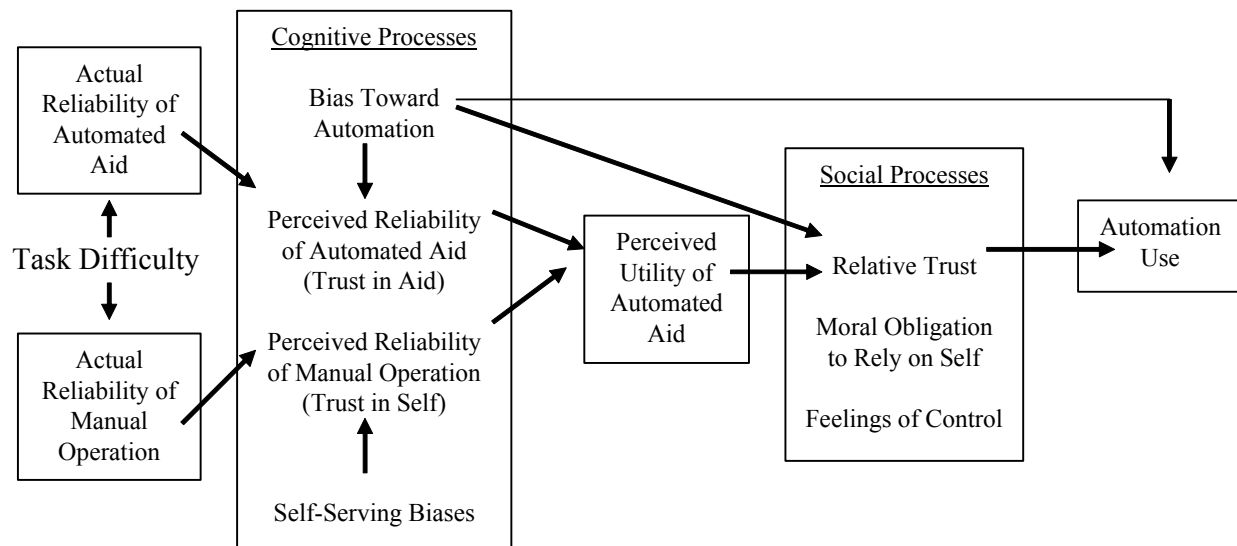 Actual
Reliability of
Automated
Aid
Task Difficulty
Actual
Reliability of
Manual
Operation
Cognitive Processes
Bias Toward
Automation
Perceived Reliability
of Automated Aid
(Trust in Aid)
Perceived Reliability
of Manual Operation
(Trust in Self)
Self-Serving Biases
Perceived
Utility of
Automated
Aid
Social Processes
Relative Trust
Moral Obligation
to Rely on Self
Feelings of Control
Automation
Use